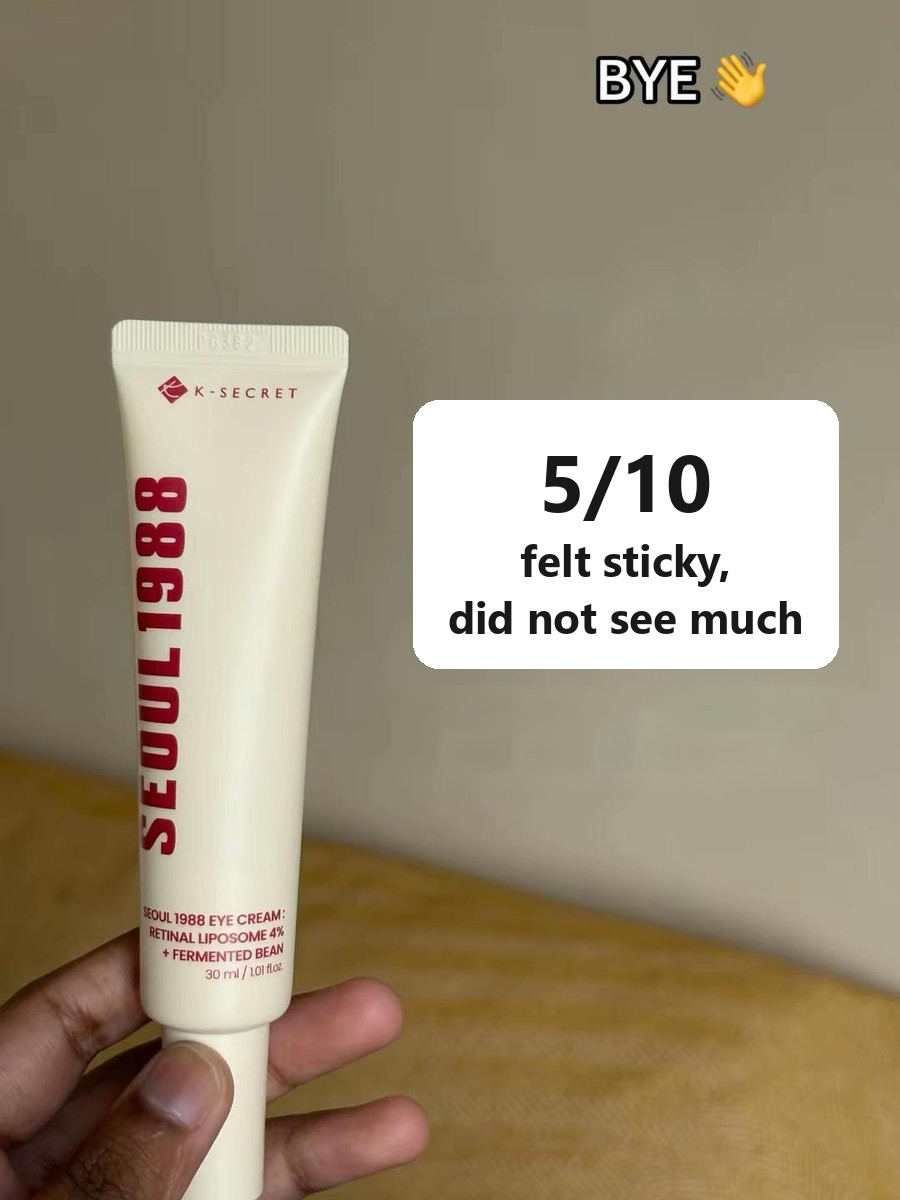 BYE 👋
K-SECRET
SEOUL1988
5/10
felt sticky,
did not see much
SEOUL 1988 EYE CREAM :
RETINAL LIPOSOME 4%
+ FERMENTED BEAN
30 ml / 1.01 fl.oz.